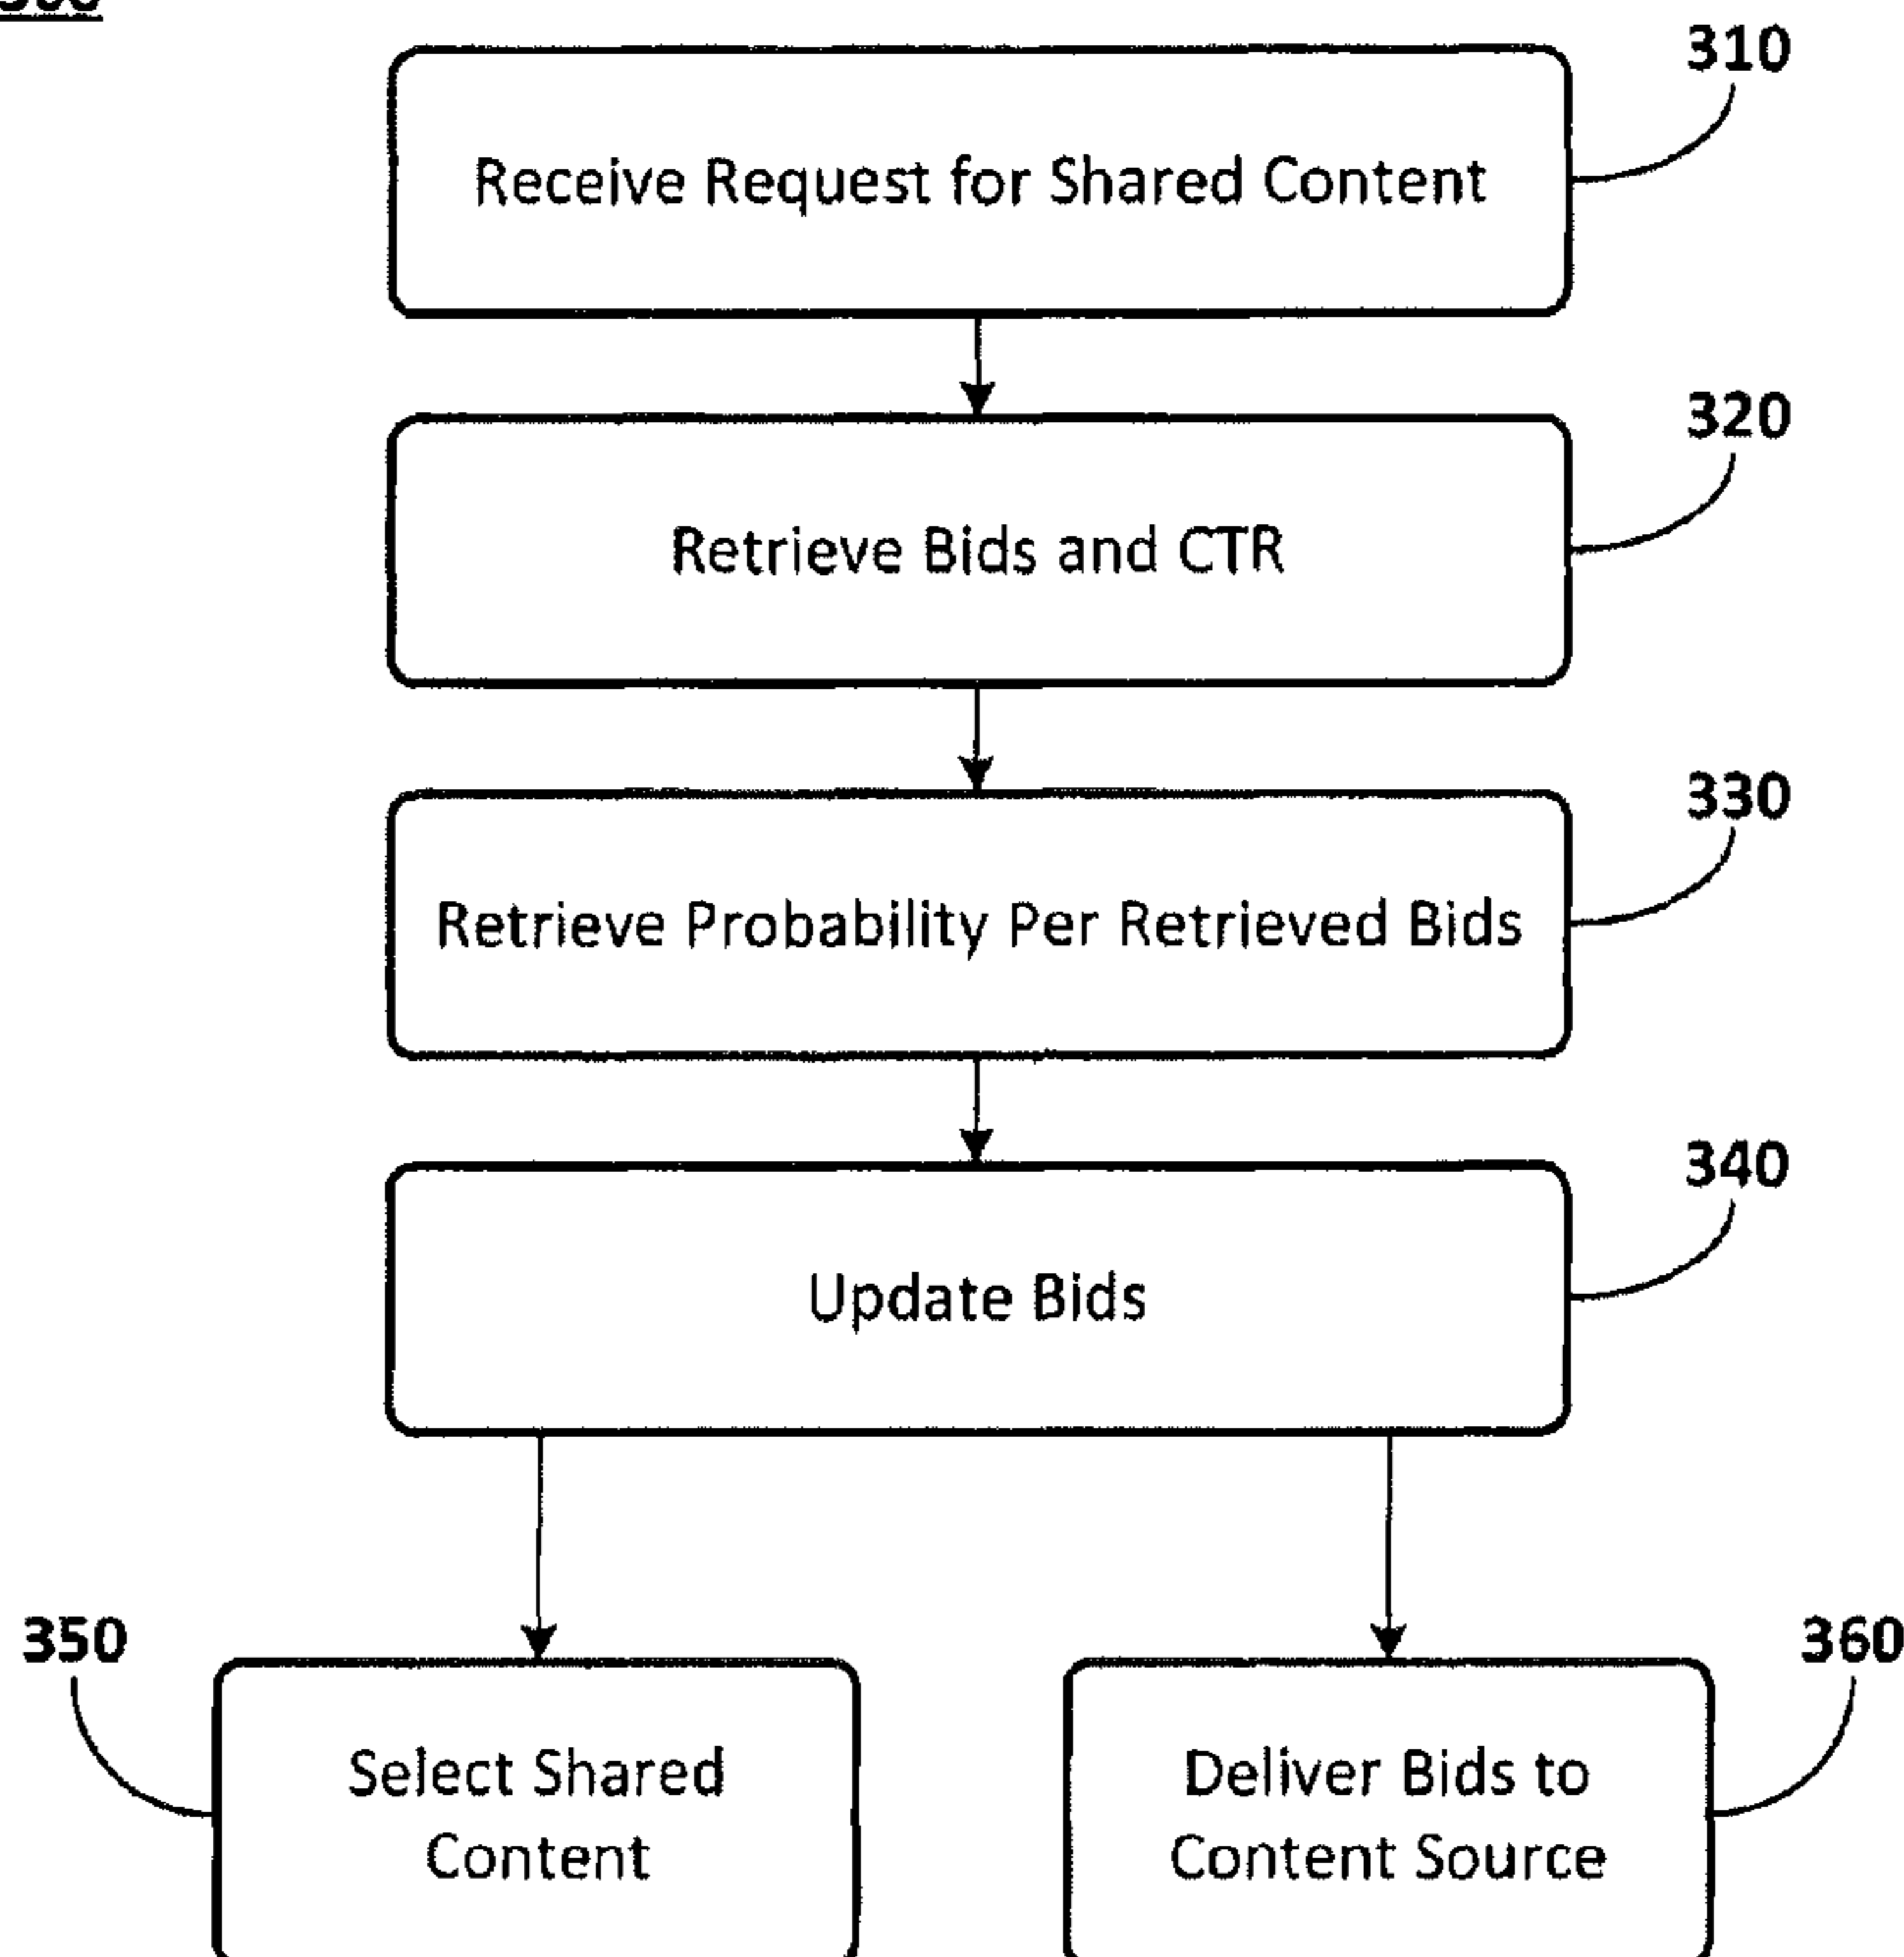 310
Receive Request for Shared Content
320
Retrieve Bids and CTR
330
Retrieve Probability Per Retrieved Bids
340
Update Bids
350
360
Select Shared
Content
Deliver Bids to
Content Source